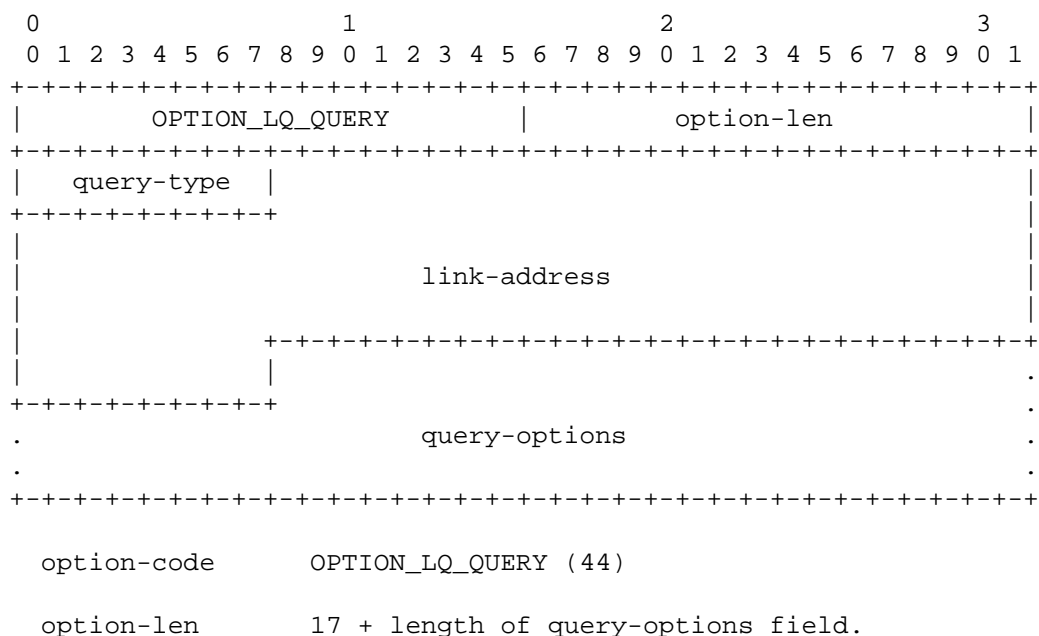 0                   1                   2                   3
 0 1 2 3 4 5 6 7 8 9 0 1 2 3 4 5 6 7 8 9 0 1 2 3 4 5 6 7 8 9 0 1
+-+-+-+-+-+-+-+-+-+-+-+-+-+-+-+-+-+-+-+-+-+-+-+-+-+-+-+-+-+-+-+-+
|        OPTION_LQ_QUERY        |         option-len            |
+-+-+-+-+-+-+-+-+-+-+-+-+-+-+-+-+-+-+-+-+-+-+-+-+-+-+-+-+-+-+-+-+
|   query-type  |                                               |
+-+-+-+-+-+-+-+-+                                               |
|                                                               |
|                         link-address                          |
|                                                               |
|               +-+-+-+-+-+-+-+-+-+-+-+-+-+-+-+-+-+-+-+-+-+-+-+-+
|               |                                               .
+-+-+-+-+-+-+-+-+                                               .
.                         query-options                         .
.                                                               .
+-+-+-+-+-+-+-+-+-+-+-+-+-+-+-+-+-+-+-+-+-+-+-+-+-+-+-+-+-+-+-+-+
option-code      OPTION_LQ_QUERY (44)
option-len       17 + length of query-options field.